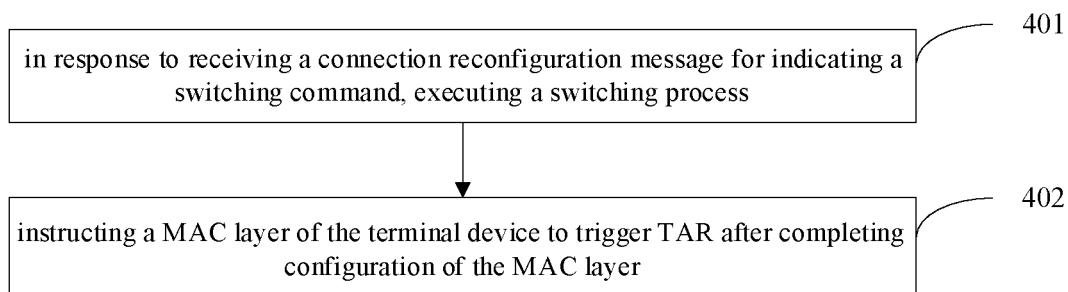 401
in response to receiving a connection reconfiguration message for indicating a
switching command, executing a switching process
402
instructing a MAC layer of the terminal device to trigger TAR after completing
configuration of the MAC layer